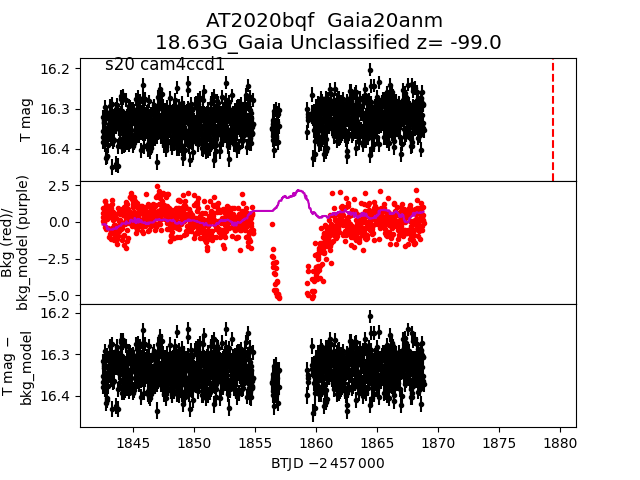 AT2020bqf  Gaia20anm
18.63G_Gaia Unclassified z= -99.0
s20 cam4ccd1
16.2
16.3
16.4
T mag
2.5
0.0
−2.5
−5.0
Bkg (red)/
bkg_model (purple)
16.2
16.3
16.4
T mag −
bkg_model
1845 1850 1855 1860 1865 1870 1875 1880
BTJD −2 457 000